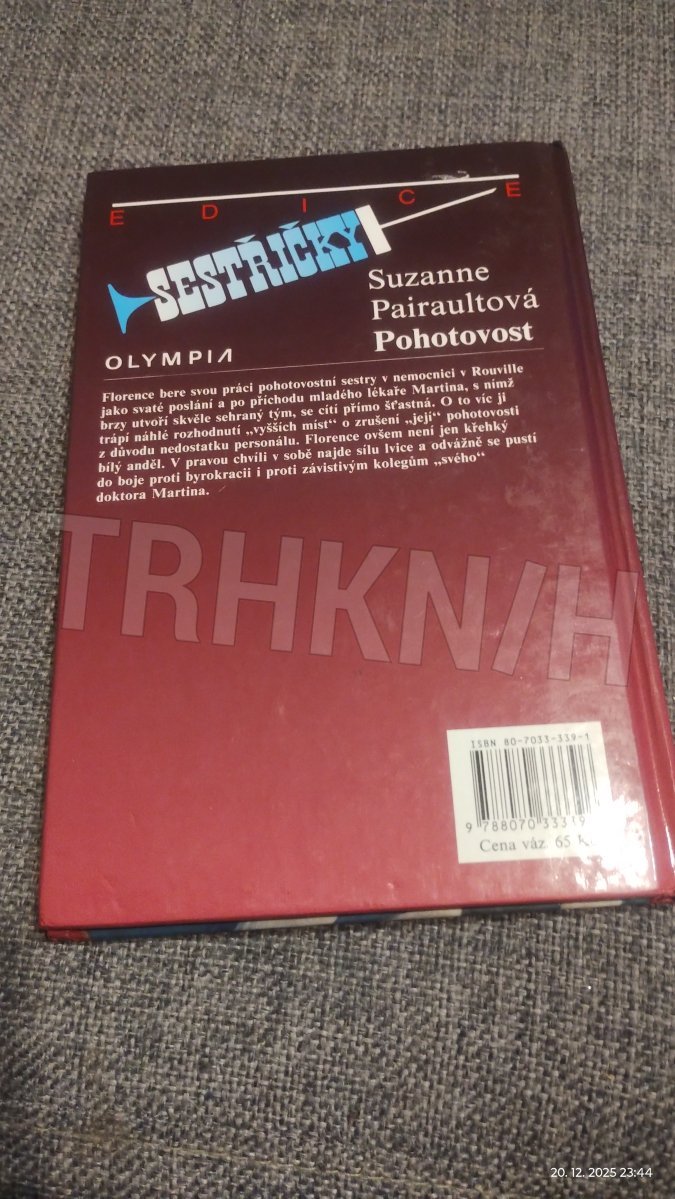 EDICE
SESTŘIČKY
Suzanne
Pairaultová
Pohotovost
OLYMPIA
Florence bere svou práci pohotovostní sestry v nemocnici v Rouville
jako svaté poslání a po příchodu mladého lékaře Martina, s nímž
brzy utvoří skvěle sehraný tým, se cítí přímo šťastná. O to víc ji
trápí náhlé rozhodnutí „vyšších míst“ o zrušení „její“ pohotovosti
z důvodu nedostatku personálu. Florence ovšem není jen křehký
bílý anděl. V pravou chvíli v sobě najde sílu lvice a odvážně se pustí
do boje proti byrokracii i proti závistivým kolegům „svého“
doktora Martina.
TRHKN/H
ISBN 80-7033-339-1
9 788070 33339
Cena váz. 65 K
20. 12. 2025 23:44